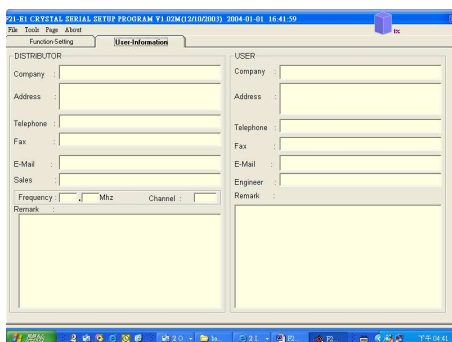 F21-E1 CRYSTAL SERIAL SETUP PROGRAM V1.02M(12/10/2003) 2004-01-01 16:41:59
File Tools Page About
Function-Setting User-Information
DISTRIBUTOR
Company :
Address :
Telephone :
Fax :
E-Mail :
Sales :
Frequency : . Mhz Channel :
Remark :
USER
Company :
Address :
Telephone :
Fax :
E-Mail :
Engineer :
Remark :
下午 04:41